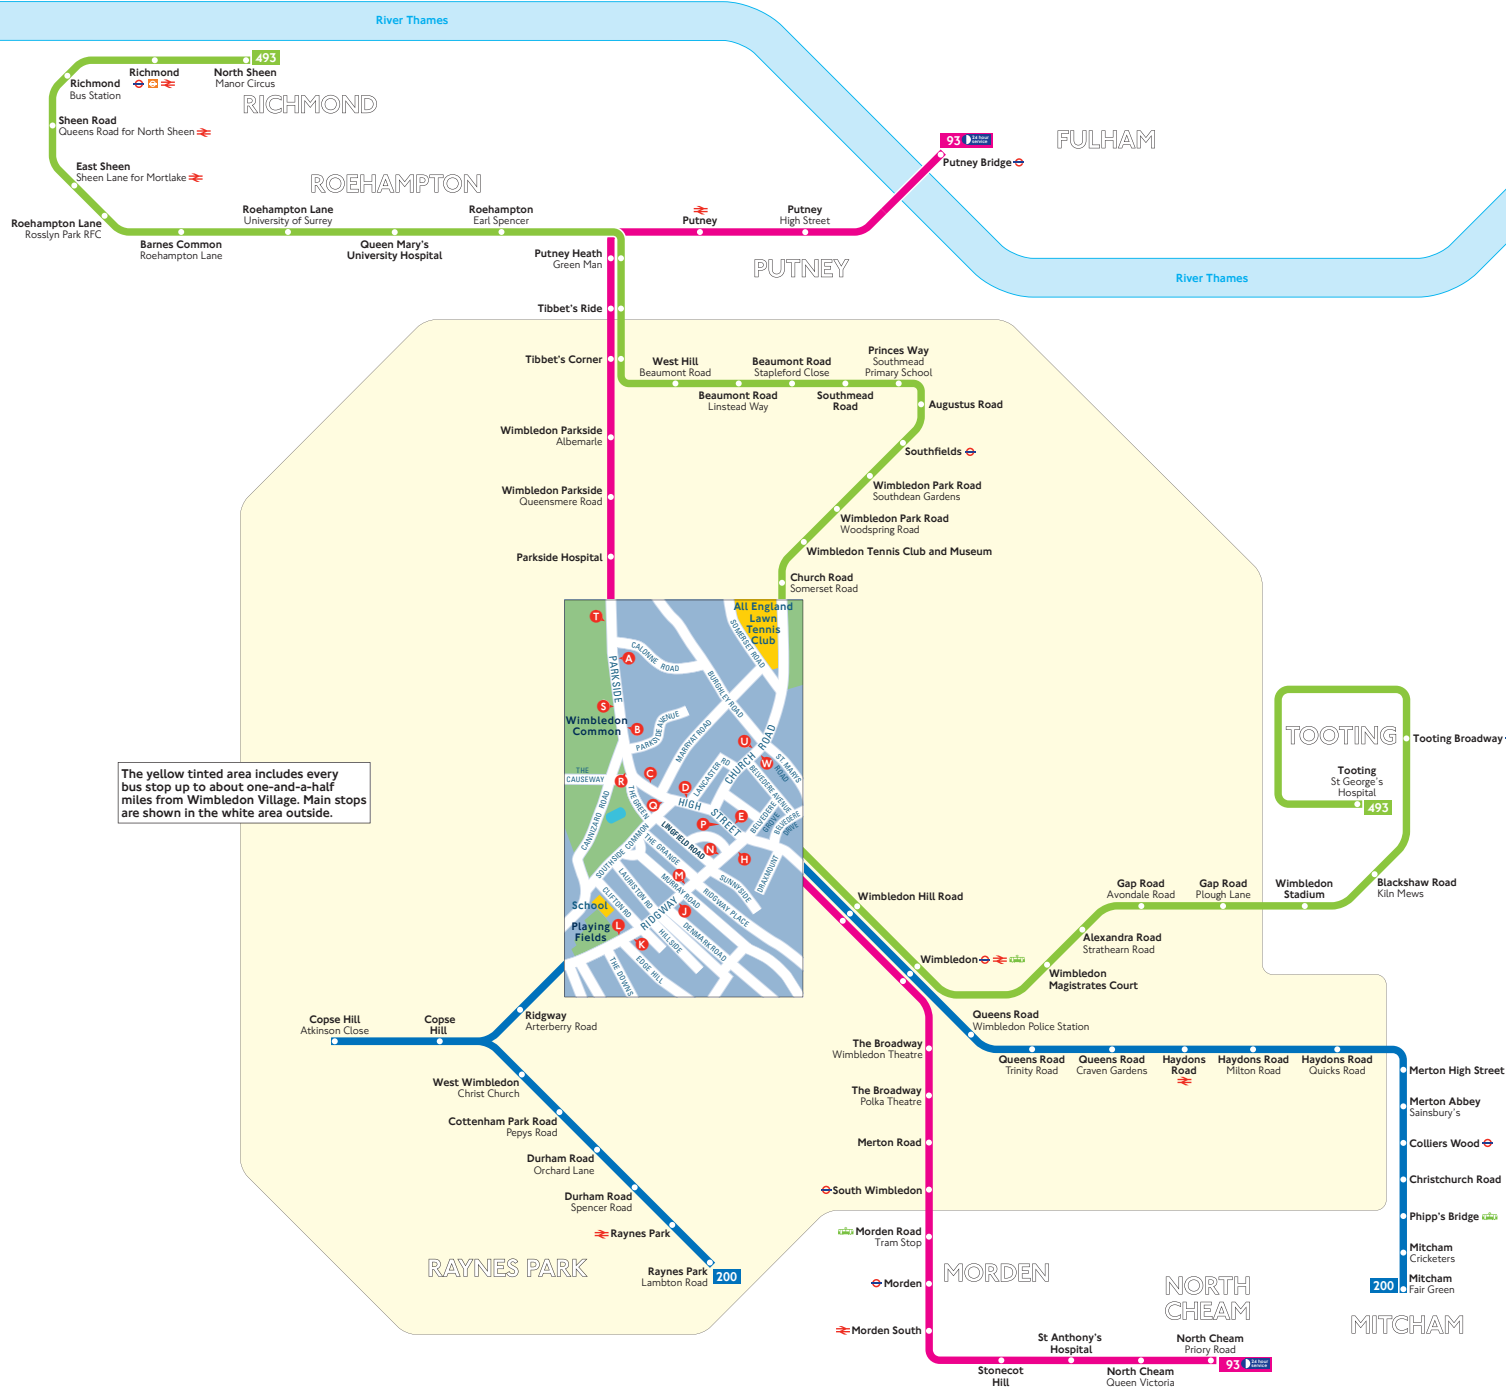 River Thames
493
Richmond
North Sheen
Manor Circus
Richmond
Bus Station
RICHMOND
Sheen Road
Queens Road for North Sheen
East Sheen
Sheen Lane for Mortlake
ROEHAMPTON
Roehampton Lane
Rosslyn Park RFC
Barnes Common
Roehampton Lane
Roehampton Lane
University of Surrey
Queen Mary's
University Hospital
Roehampton
Earl Spencer
Putney
Putney
High Street
93
24 hour
service
Putney Bridge
FULHAM
PUTNEY
River Thames
Putney Heath
Green Man
Tibbet's Ride
Tibbet's Corner
West Hill
Beaumont Road
Beaumont Road
Linstead Way
Beaumont Road
Stapleford Close
Southmead
Road
Princes Way
Southmead
Primary School
Augustus Road
Southfields
Wimbledon Park Road
Southdean Gardens
Wimbledon Park Road
Woodspring Road
Wimbledon Tennis Club and Museum
Church Road
Somerset Road
Wimbledon Parkside
Albemarle
Wimbledon Parkside
Queensmere Road
Parkside Hospital
All England
Lawn
Tennis
Club
T
SOMERSET ROAD
CALONNE ROAD
A
PARKSIDE
BURGHLEY ROAD
S
Wimbledon
Common
B
PARKSIDE AVENUE
MARRYAT ROAD
U
CHURCH ROAD
W
ST MARYS
ROAD
THE
CAUSEWAY
R
C
LANCASTER RD
D
BELVEDERE AVENUE
BELVEDERE
GROVE
BELVEDERE
DRIVE
THE GREEN
Q
HIGH STREET
E
P
CANNIZARO ROAD
SOUTHSIDE COMMON
LINGFIELD ROAD
THE GRANGE
N
H
DRAXMONT
LAURISTON RD
CLIFTON RD
M
MURRAY ROAD
SUNNYSIDE
RIDGWAY PLACE
School
J
RIDGWAY
Playing
Fields
L
K
HILLSIDE
DENMARK ROAD
EDGE HILL
THE DOWNS
The yellow tinted area includes every
bus stop up to about one-and-a-half
miles from Wimbledon Village. Main stops
are shown in the white area outside.
TOOTING
Tooting Broadway
Tooting
St George's
Hospital
493
Blackshaw Road
Kiln Mews
Wimbledon
Stadium
Gap Road
Plough Lane
Gap Road
Avondale Road
Alexandra Road
Strathearn Road
Wimbledon
Magistrates Court
Wimbledon Hill Road
Wimbledon
Queens Road
Wimbledon Police Station
Queens Road
Trinity Road
Queens Road
Craven Gardens
Haydons
Road
Haydons Road
Milton Road
Haydons Road
Quicks Road
Merton High Street
Merton Abbey
Sainsbury's
Colliers Wood
Christchurch Road
Phipp's Bridge
Mitcham
Cricketers
200
Mitcham
Fair Green
MITCHAM
Copse Hill
Atkinson Close
Copse
Hill
Ridgway
Arterberry Road
West Wimbledon
Christ Church
Cottenham Park Road
Pepys Road
Durham Road
Orchard Lane
Durham Road
Spencer Road
Raynes Park
Raynes Park
Lambton Road
200
RAYNES PARK
The Broadway
Wimbledon Theatre
The Broadway
Polka Theatre
Merton Road
South Wimbledon
Morden Road
Tram Stop
Morden
MORDEN
Morden South
Stonecot
Hill
St Anthony's
Hospital
North Cheam
Queen Victoria
North Cheam
Priory Road
93
24 hour
service
NORTH
CHEAM